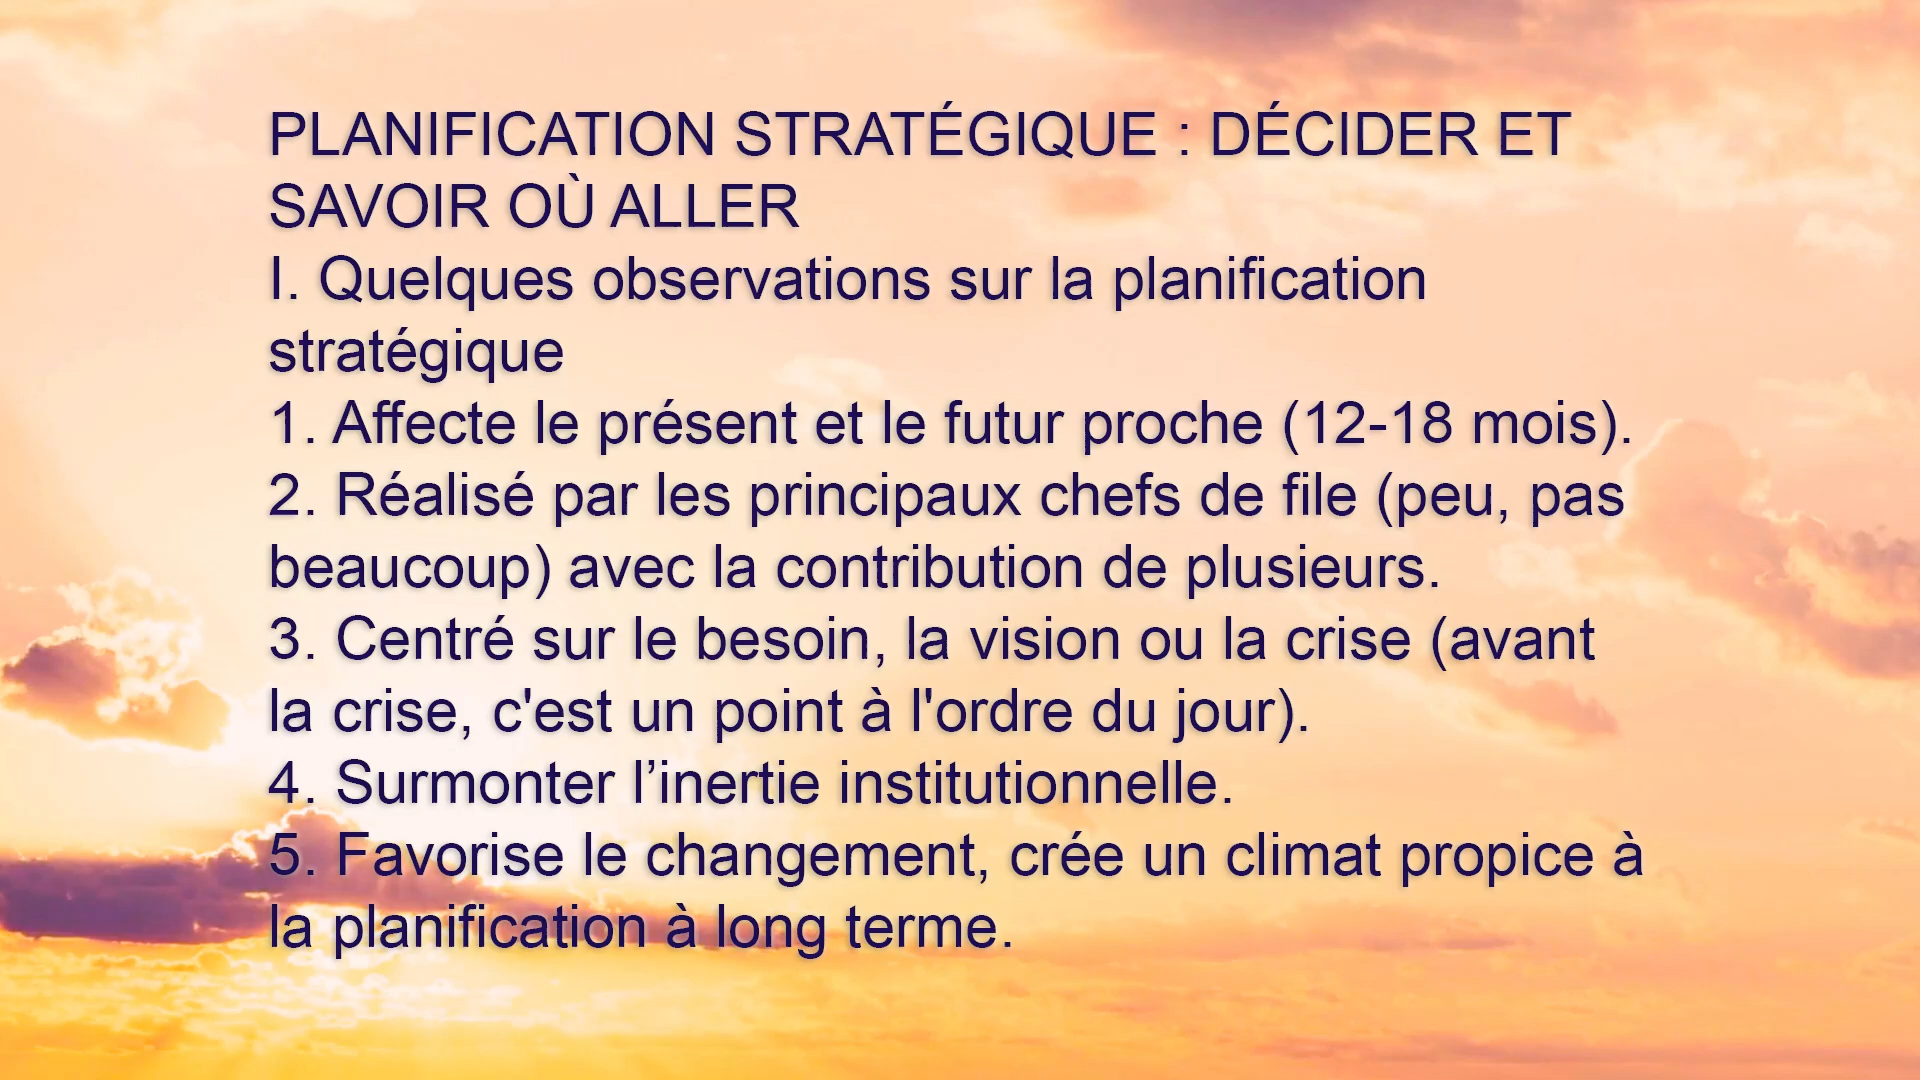 PLANIFICATION STRATÉGIQUE : DÉCIDER ET
SAVOIR OÙ ALLER
I. Quelques observations sur la planification
stratégique
1. Affecte le présent et le futur proche (12-18 mois).
2. Réalisé par les principaux chefs de file (peu, pas
beaucoup) avec la contribution de plusieurs.
3. Centré sur le besoin, la vision ou la crise (avant
la crise, c'est un point à l'ordre du jour).
4. Surmonter l’inertie institutionnelle.
5. Favorise le changement, crée un climat propice à
la planification à long terme.